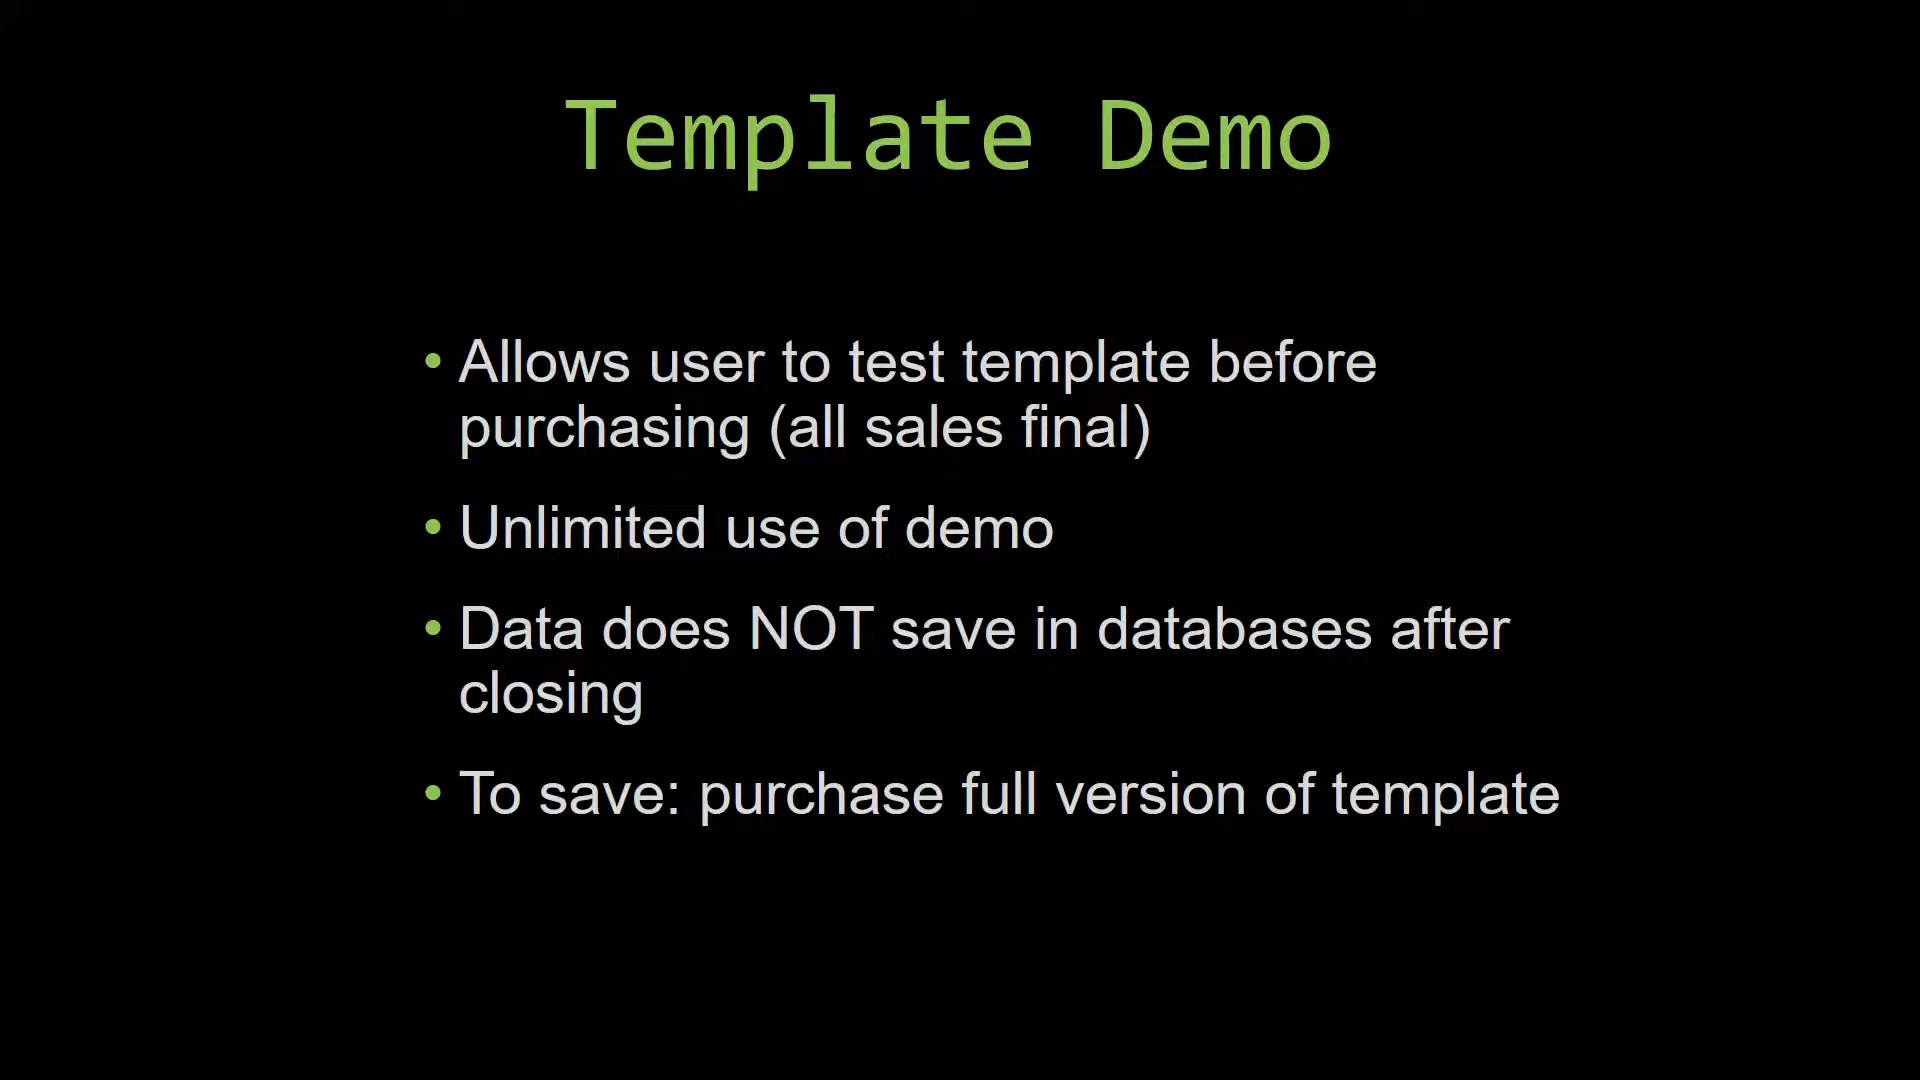 Template Demo
• Allows user to test template before
purchasing (all sales final)
• Unlimited use of demo
• Data does NOT save in databases after
closing
• To save: purchase full version of template